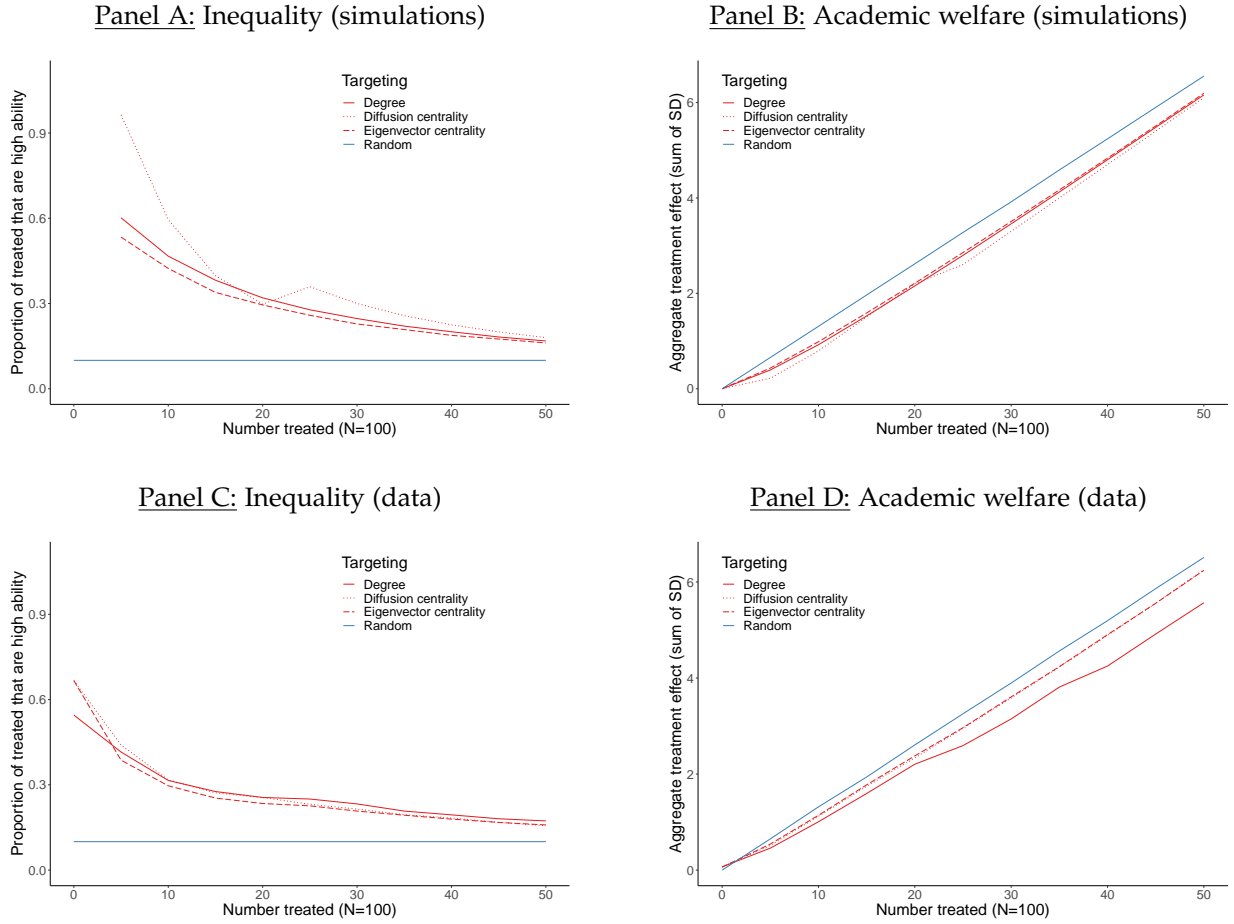 Panel A: Inequality (simulations)
Proportion of treated that are high ability
0.9
0.6
0.3
0.0
Targeting
Degree
Diffusion centrality
Eigenvector centrality
Random
0 10 20 30 40 50
Number treated (N=100)
Panel B: Academic welfare (simulations)
Aggregate treatment effect (sum of SD)
6
4
2
0
Targeting
Degree
Diffusion centrality
Eigenvector centrality
Random
0 10 20 30 40 50
Number treated (N=100)
Panel C: Inequality (data)
Proportion of treated that are high ability
0.9
0.6
0.3
0.0
Targeting
Degree
Diffusion centrality
Eigenvector centrality
Random
0 10 20 30 40 50
Number treated (N=100)
Panel D: Academic welfare (data)
Aggregate treatment effect (sum of SD)
6
4
2
0
Targeting
Degree
Diffusion centrality
Eigenvector centrality
Random
0 10 20 30 40 50
Number treated (N=100)